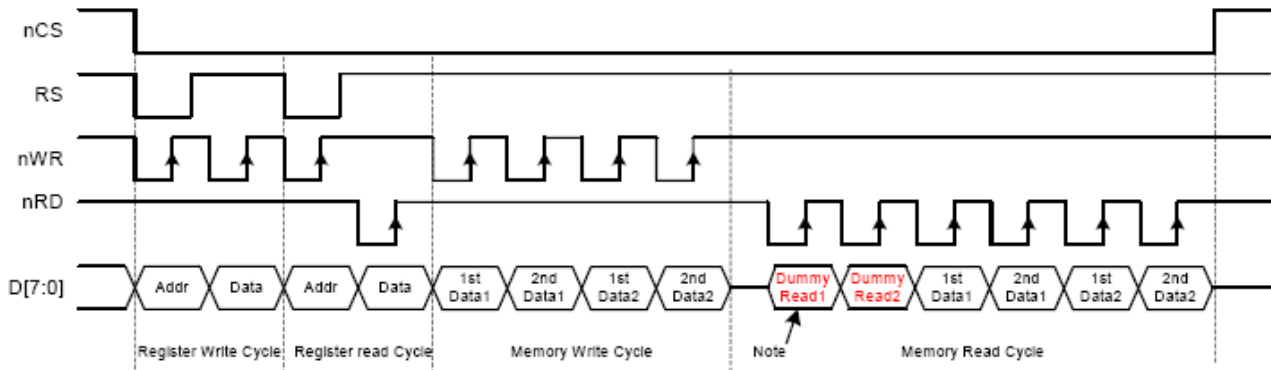 nCS
RS
nWR
nRD
D[7:0]
Addr
Data
Addr
Data
1st
Data1
2nd
Data1
1st
Data2
2nd
Data2
Dummy
Read1
Dummy
Read2
1st
Data1
2nd
Data1
1st
Data2
2nd
Data2
Register Write Cycle
Register read Cycle
Memory Write Cycle
Note
Memory Read Cycle